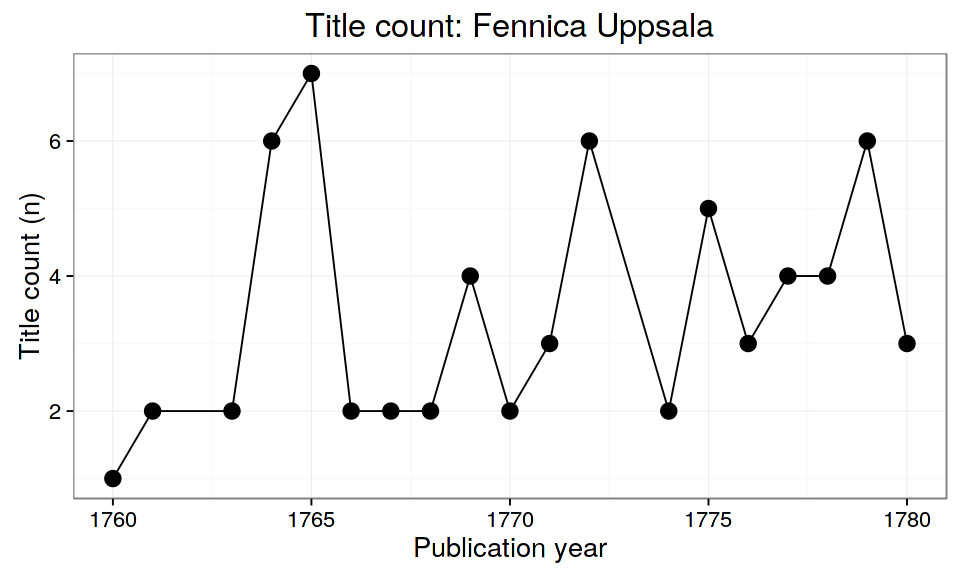 Title count: Fennica Uppsala
Title count (n)
6
4
2
1760 1765 1770 1775 1780
Publication year